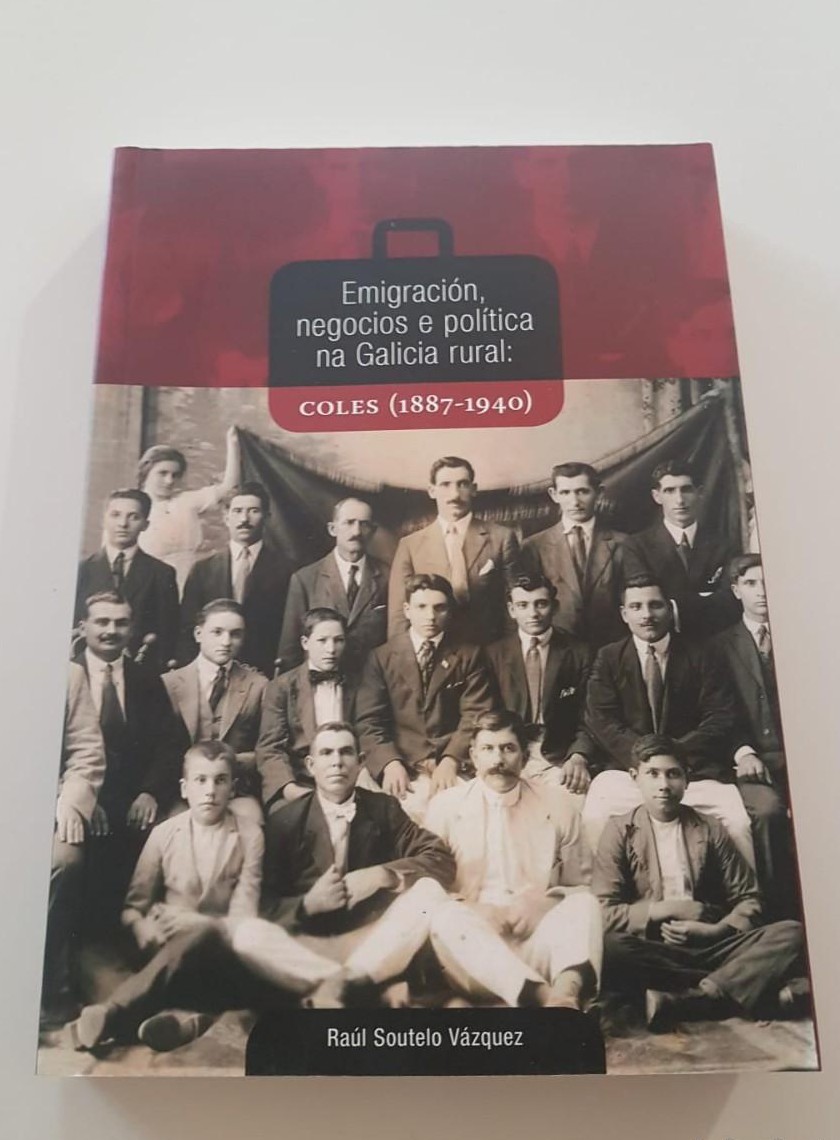 Emigración,
negocios e política
na Galicia rural:
COLES (1887-1940)
Raúl Soutelo Vázquez